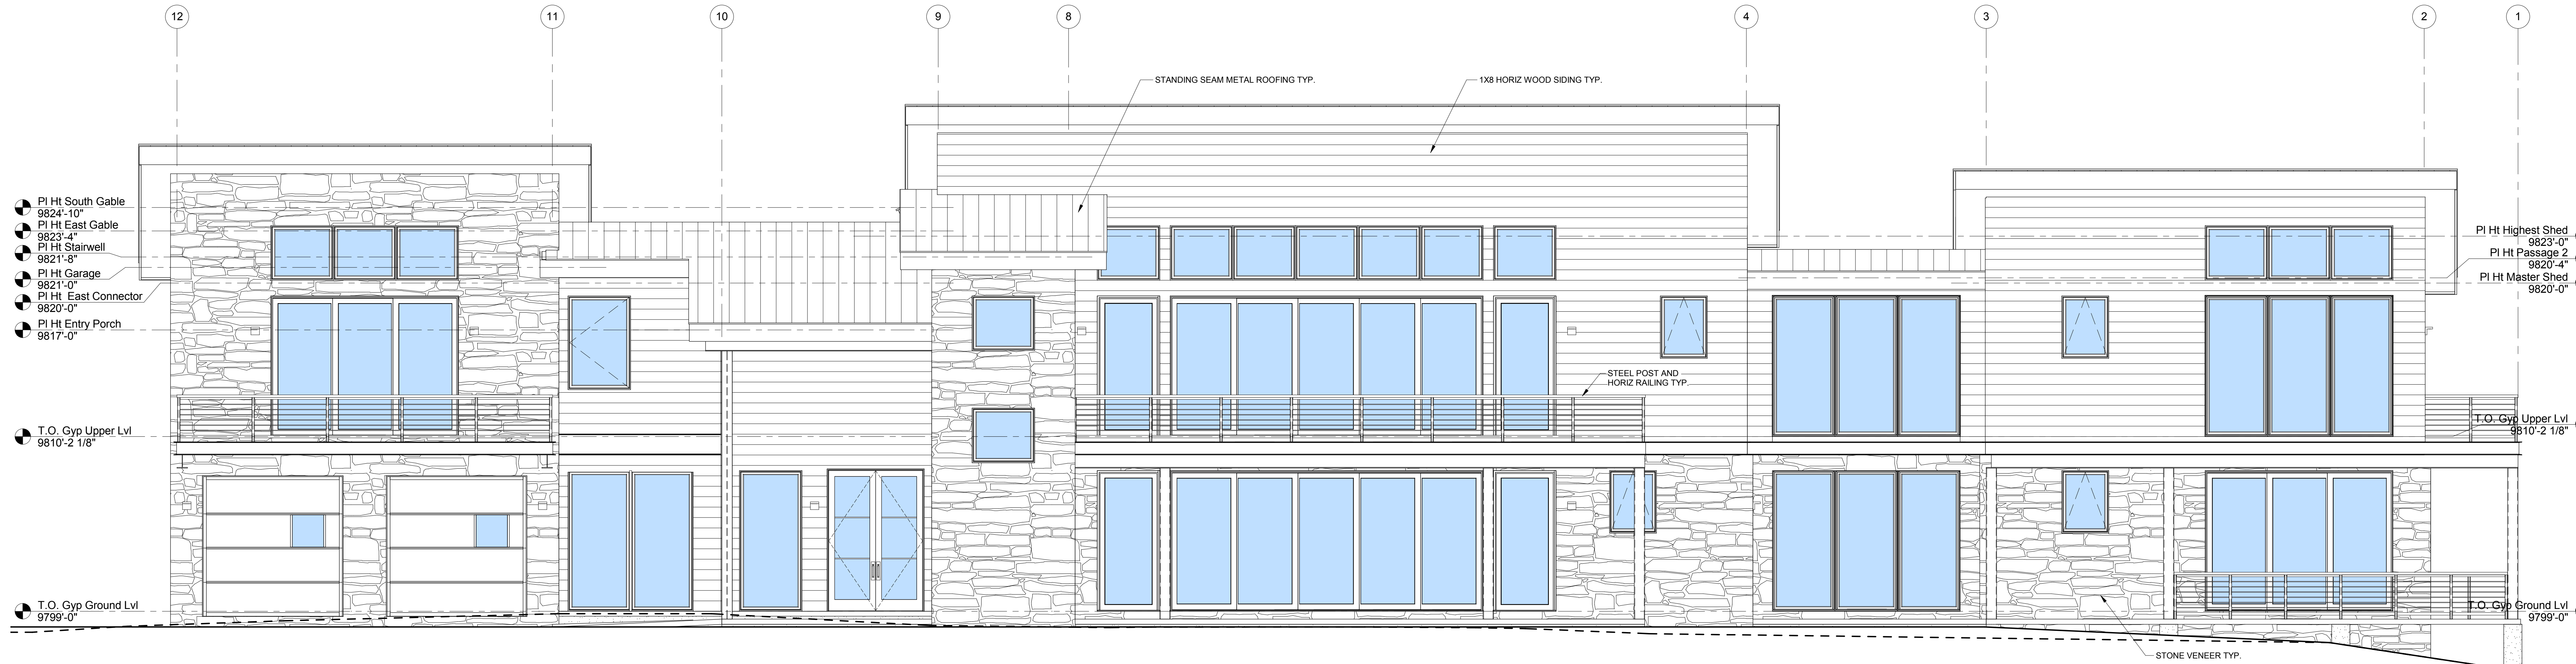 12
11
10
9
8
4
3
2
1
STANDING SEAM METAL ROOFING TYP.
1X8 HORIZ WOOD SIDING TYP.
Pl Ht South Gable
9824'-10"
Pl Ht East Gable
9823'-4"
Pl Ht Stairwell
9821'-8"
Pl Ht Garage
9821'-0"
Pl Ht East Connector
9820'-0"
Pl Ht Entry Porch
9817'-0"
T.O. Gyp Upper Lvl
9810'-2 1/8"
T.O. Gyp Ground Lvl
9799'-0"
STEEL POST AND
HORIZ RAILING TYP.
Pl Ht Highest Shed
9823'-0"
Pl Ht Passage 2
9820'-4"
Pl Ht Master Shed
9820'-0"
T.O. Gyp Upper Lvl
9810'-2 1/8"
T.O. Gyp Ground Lvl
9799'-0"
STONE VENEER TYP.